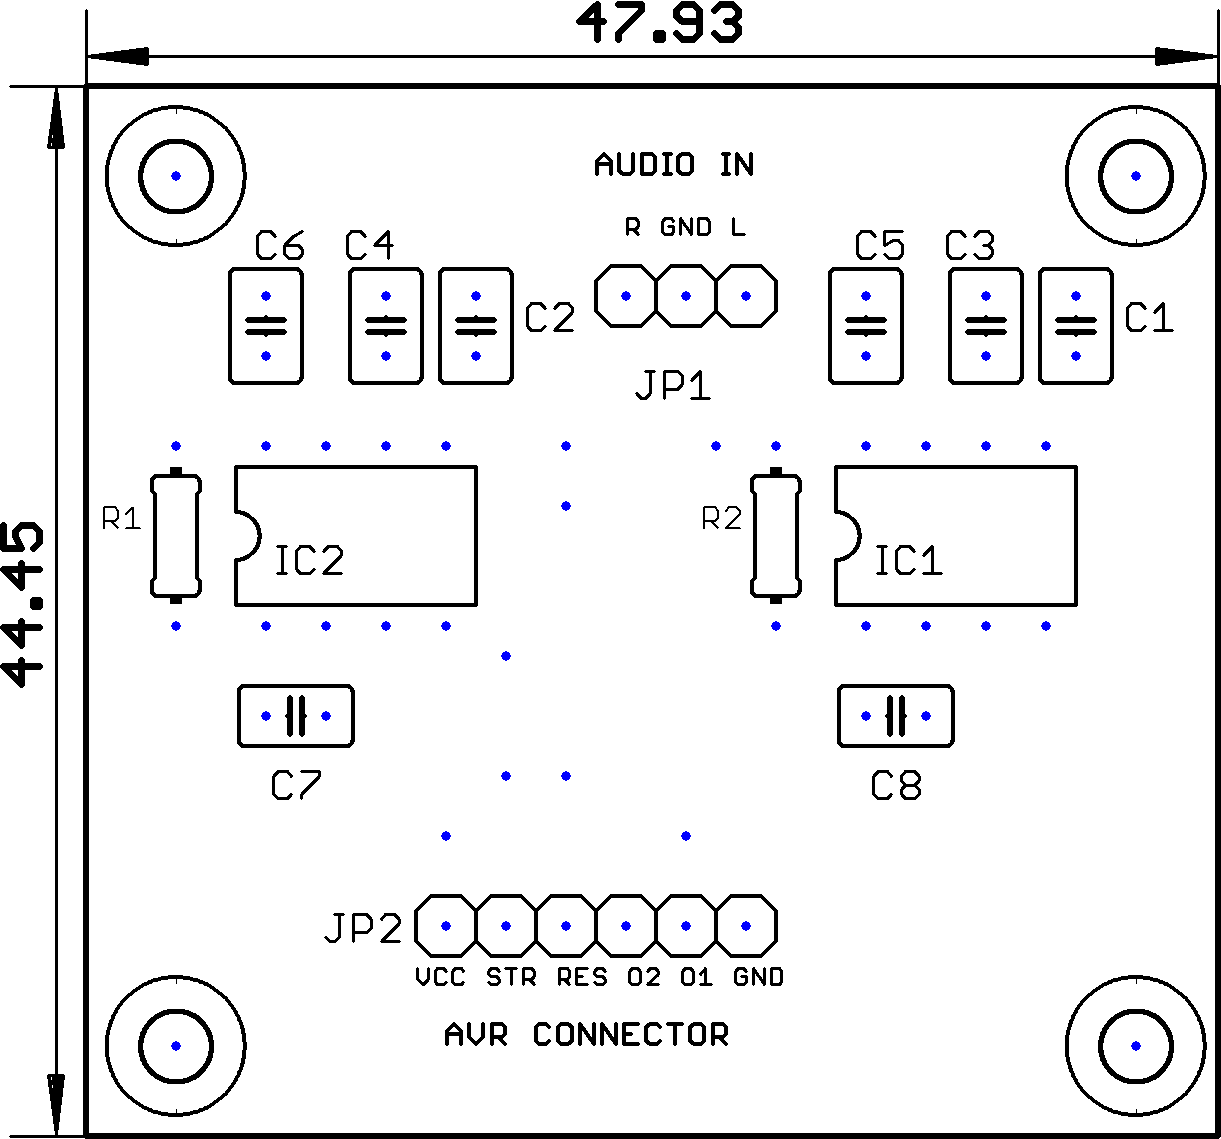 47.93
AUDIO IN
R GND L
C6 C4 C5 C3
C2 C1
JP1
44.45
R1 R2
IC2 IC1
C7 C8
JP2
VCC STR RES O2 O1 GND
AVR CONNECTOR